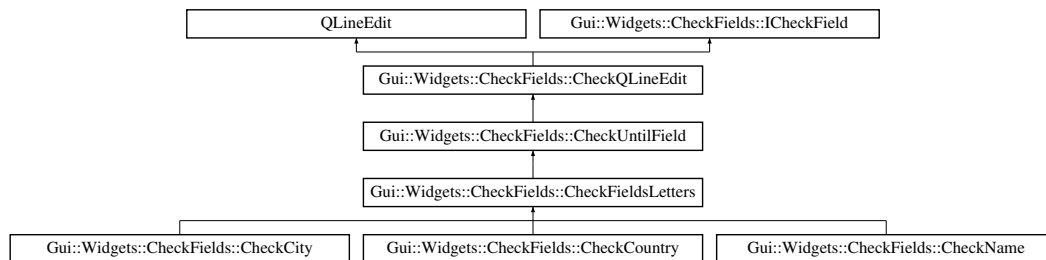 QLineEdit
Gui::Widgets::CheckFields::ICheckField
Gui::Widgets::CheckFields::CheckQLineEdit
Gui::Widgets::CheckFields::CheckUntilField
Gui::Widgets::CheckFields::CheckFieldsLetters
Gui::Widgets::CheckFields::CheckCity
Gui::Widgets::CheckFields::CheckCountry
Gui::Widgets::CheckFields::CheckName